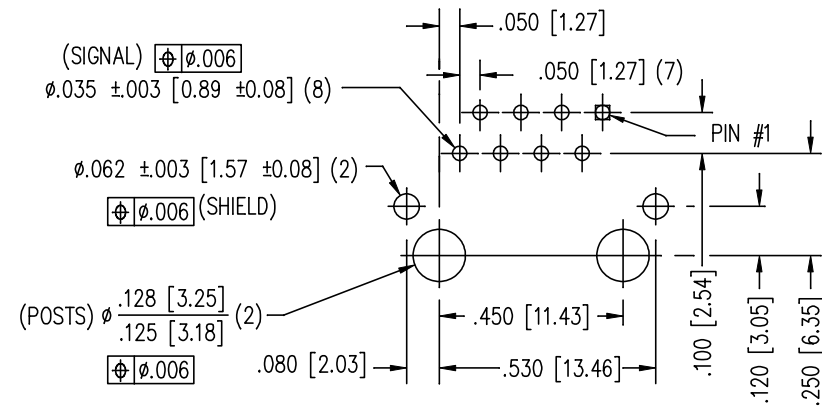 .050 [1.27]
(SIGNAL) ⌖ ø.006
.050 [1.27] (7)
ø.035 ±.003 [0.89 ±0.08] (8)
PIN #1
ø.062 ±.003 [1.57 ±0.08] (2)
⌖ ø.006 (SHIELD)
(POSTS) ø .128 [3.25]
.125 [3.18] (2)
⌖ ø.006
.080 [2.03]
.450 [11.43]
.530 [13.46]
.100 [2.54]
.120 [3.05]
.250 [6.35]